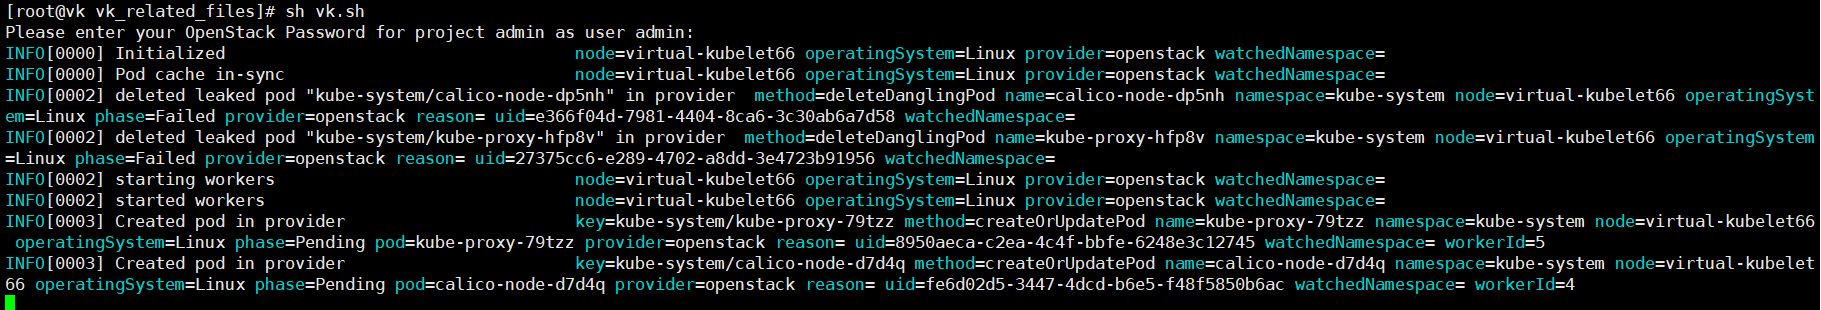 [root@vk vk_related_files]# sh vk.sh
Please enter your OpenStack Password for project admin as user admin:
INFO[0000] Initialized                                   node=virtual-kubelet66 operatingSystem=Linux provider=openstack watchedNamespace=
INFO[0000] Pod cache in-sync                             node=virtual-kubelet66 operatingSystem=Linux provider=openstack watchedNamespace=
INFO[0002] deleted leaked pod "kube-system/calico-node-dp5nh" in provider  method=deleteDanglingPod name=calico-node-dp5nh namespace=kube-system node=virtual-kubelet66 operatingSyst
em=Linux phase=Failed provider=openstack reason= uid=e366f04d-7981-4404-8ca6-3c30ab6a7d58 watchedNamespace=
INFO[0002] deleted leaked pod "kube-system/kube-proxy-hfp8v" in provider  method=deleteDanglingPod name=kube-proxy-hfp8v namespace=kube-system node=virtual-kubelet66 operatingSystem
=Linux phase=Failed provider=openstack reason= uid=27375cc6-e289-4702-a8dd-3e4723b91956 watchedNamespace=
INFO[0002] starting workers                              node=virtual-kubelet66 operatingSystem=Linux provider=openstack watchedNamespace=
INFO[0002] started workers                               node=virtual-kubelet66 operatingSystem=Linux provider=openstack watchedNamespace=
INFO[0003] Created pod in provider                       key=kube-system/kube-proxy-79tzz method=createOrUpdatePod name=kube-proxy-79tzz namespace=kube-system node=virtual-kubelet66
 operatingSystem=Linux phase=Pending pod=kube-proxy-79tzz provider=openstack reason= uid=8950aeca-c2ea-4c4f-bbfe-6248e3c12745 watchedNamespace= workerId=5
INFO[0003] Created pod in provider                       key=kube-system/calico-node-d7d4q method=createOrUpdatePod name=calico-node-d7d4q namespace=kube-system node=virtual-kubelet
66 operatingSystem=Linux phase=Pending pod=calico-node-d7d4q provider=openstack reason= uid=fe6d02d5-3447-4dcd-b6e5-f48f5850b6ac watchedNamespace= workerId=4